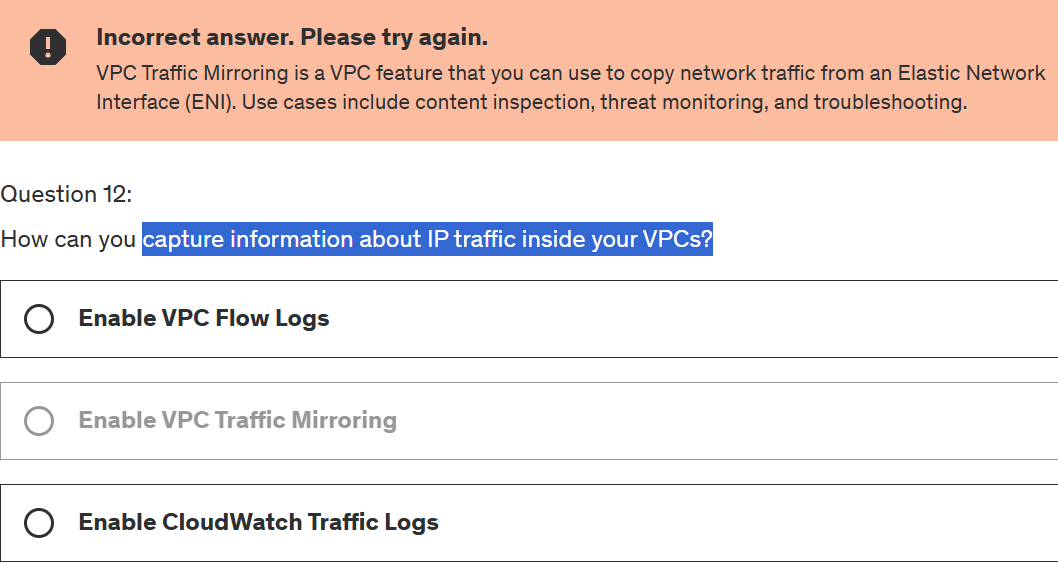 Incorrect answer. Please try again.
VPC Traffic Mirroring is a VPC feature that you can use to copy network traffic from an Elastic Network
Interface (ENI). Use cases include content inspection, threat monitoring, and troubleshooting.
Question 12:
How can you capture information about IP traffic inside your VPCs?
Enable VPC Flow Logs
Enable VPC Traffic Mirroring
Enable CloudWatch Traffic Logs